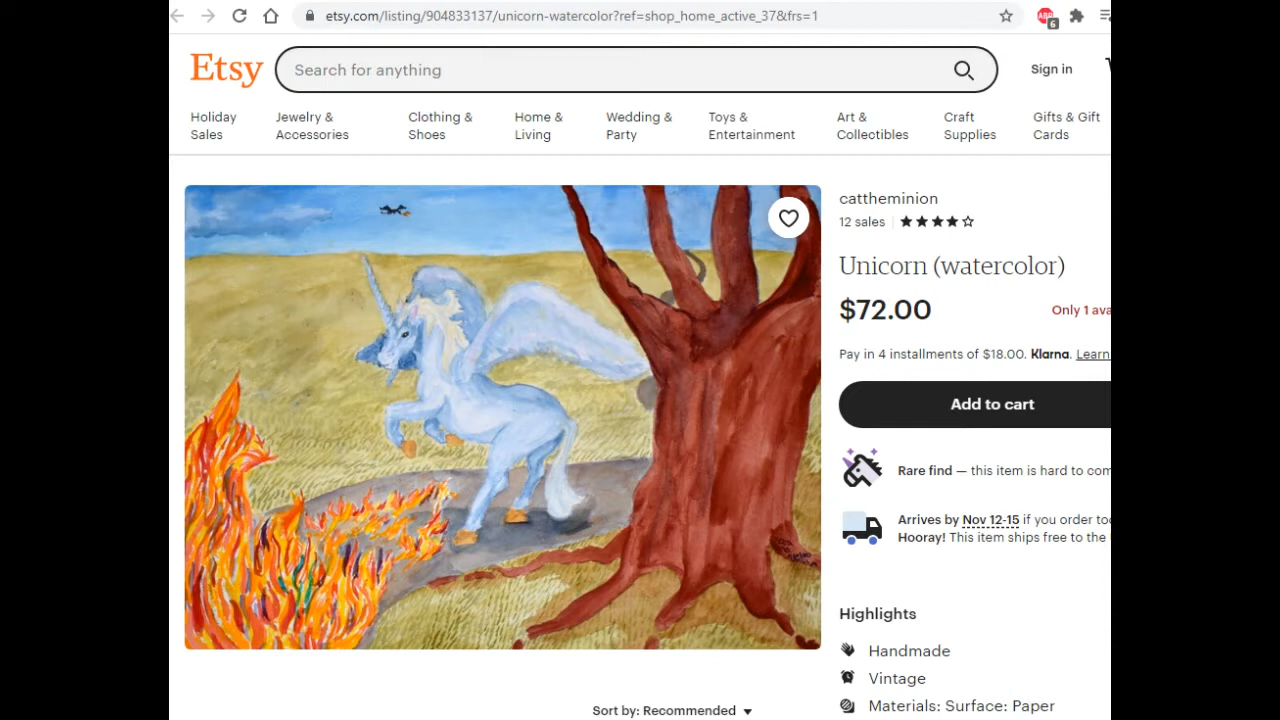 etsy.com/listing/904833137/unicorn-watercolor?ref=shop_home_active_37&frs=1
ABP
6
Etsy
Search for anything
Sign in
Holiday Sales
Jewelry & Accessories
Clothing & Shoes
Home & Living
Wedding & Party
Toys & Entertainment
Art & Collectibles
Craft Supplies
Gifts & Gift Cards
cattheminion
12 sales
Unicorn (watercolor)
$72.00
Only 1 ava
Pay in 4 installments of $18.00. Klarna. Learn
Add to cart
Rare find — this item is hard to com
Arrives by Nov 12-15 if you order to
Hooray! This item ships free to the
Highlights
Handmade
Vintage
Materials: Surface: Paper
Sort by: Recommended